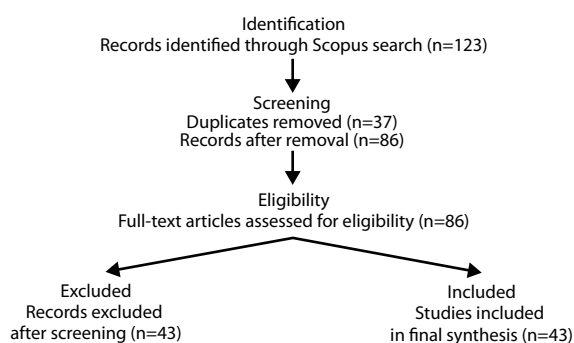 Identification
Records identified through Scopus search (n=123)
Screening
Duplicates removed (n=37)
Records after removal (n=86)
Eligibility
Full-text articles assessed for eligibility (n=86)
Excluded
Records excluded
after screening (n=43)
Included
Studies included
in final synthesis (n=43)